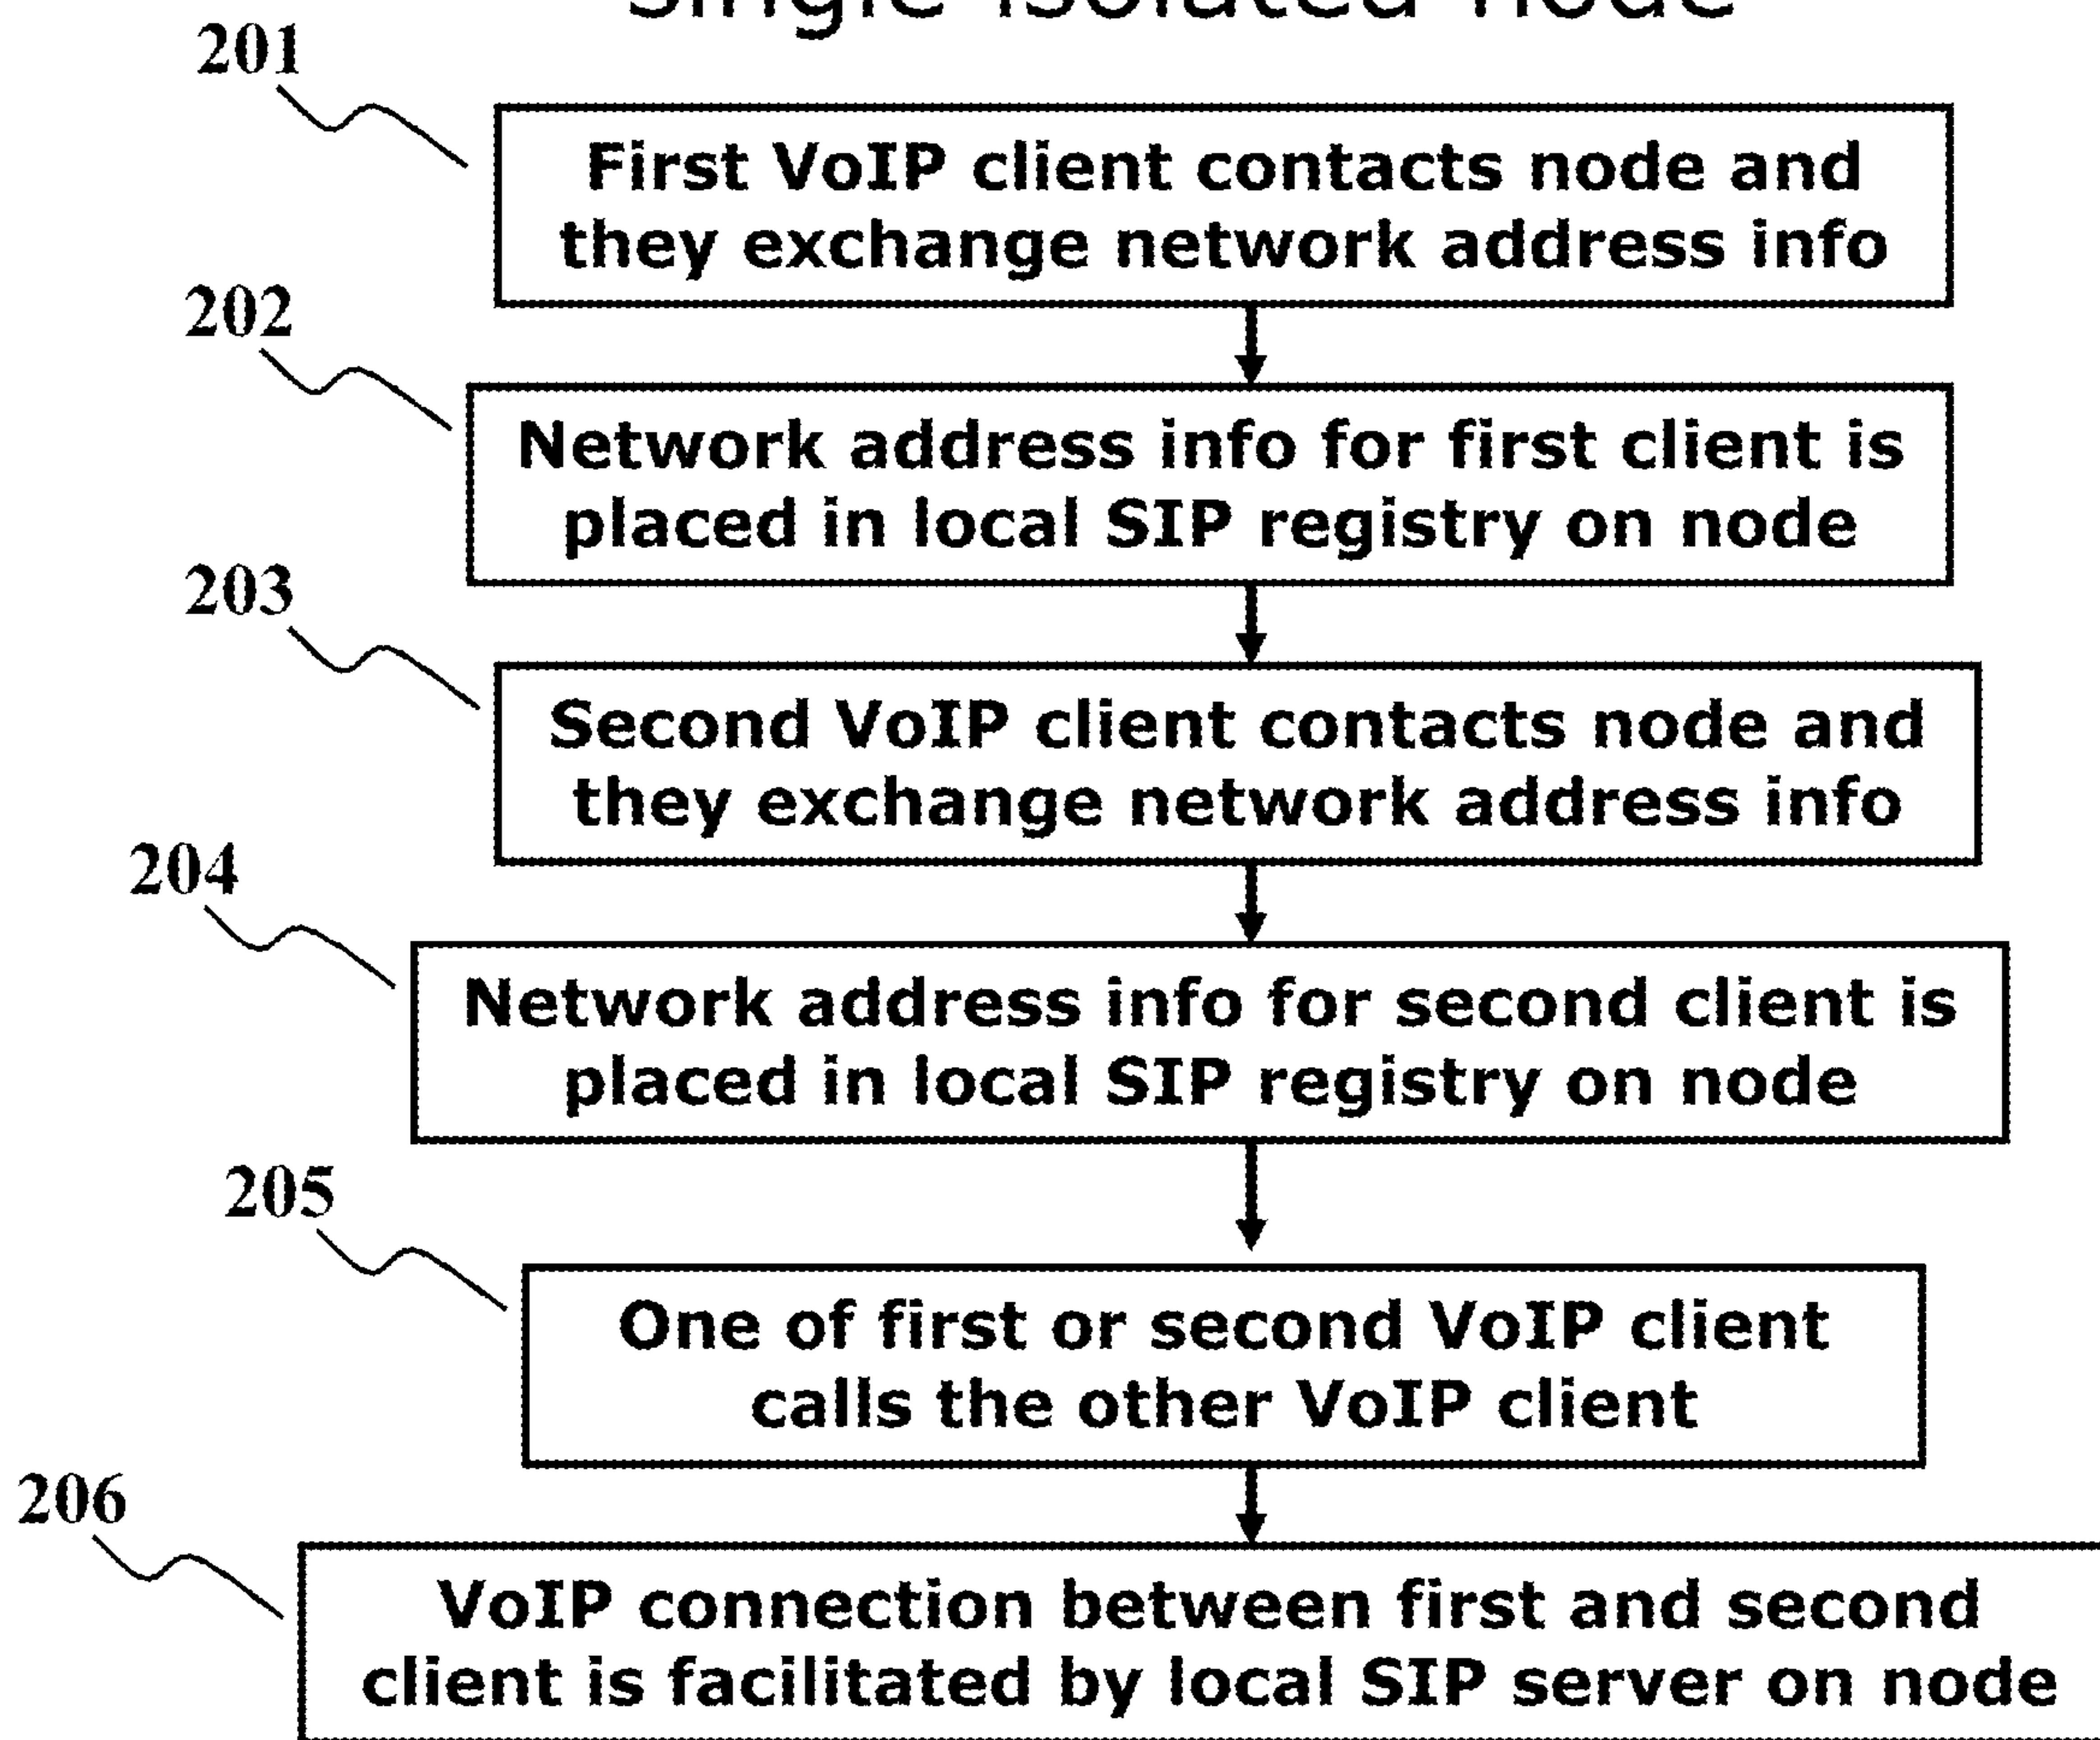 single isolated node
201
First VoIP client contacts node and
they exchange network address info
202
Network address info for first client is
placed in local SIP registry on node
203
Second VoIP client contacts node and
they exchange network address info
204
Network address info for second client is
placed in local SIP registry on node
205
One of first or second VoIP client
calls the other VoIP client
206
VoIP connection between first and second
client is facilitated by local SIP server on node